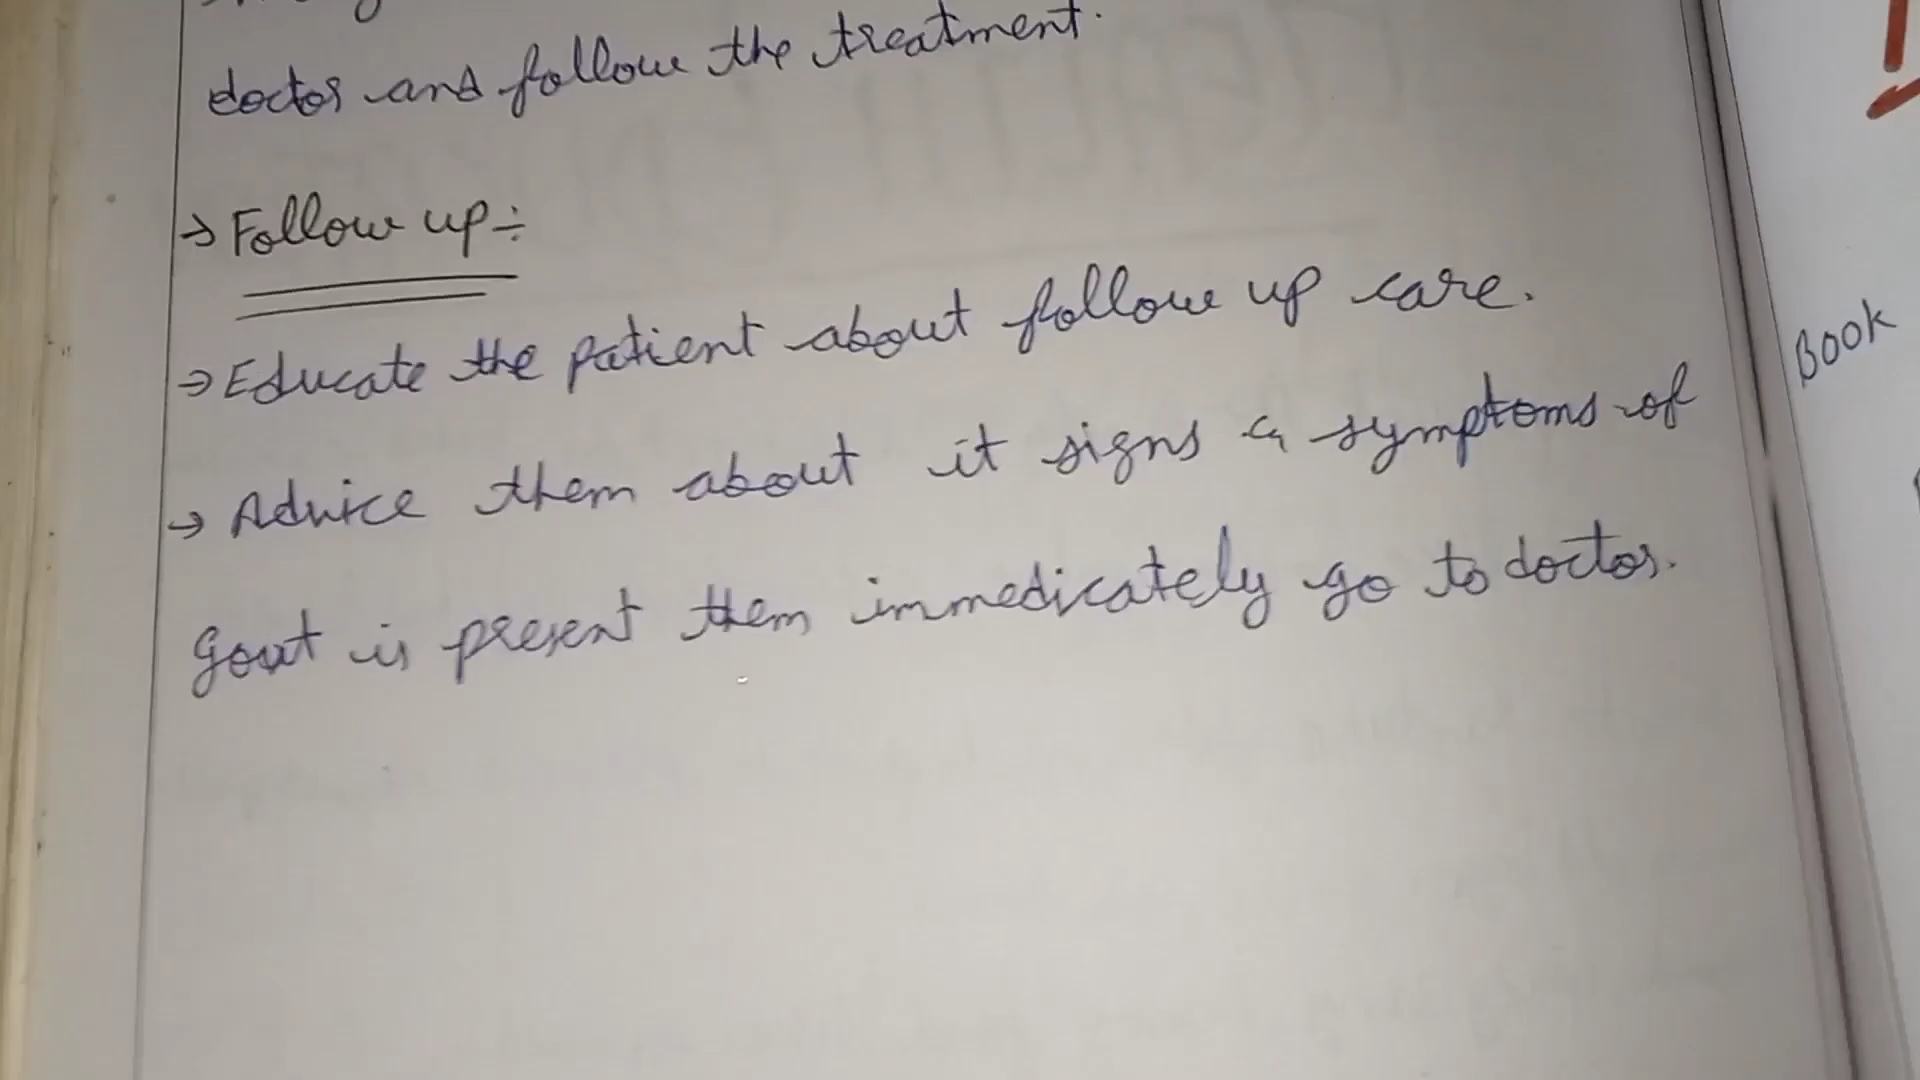 doctor and follow the treatment.
→ Follow up ÷
→ Educate the patient about follow up care.
→ Advice them about it signs & symptoms of
gout is present them immedicately go to doctor.
Book